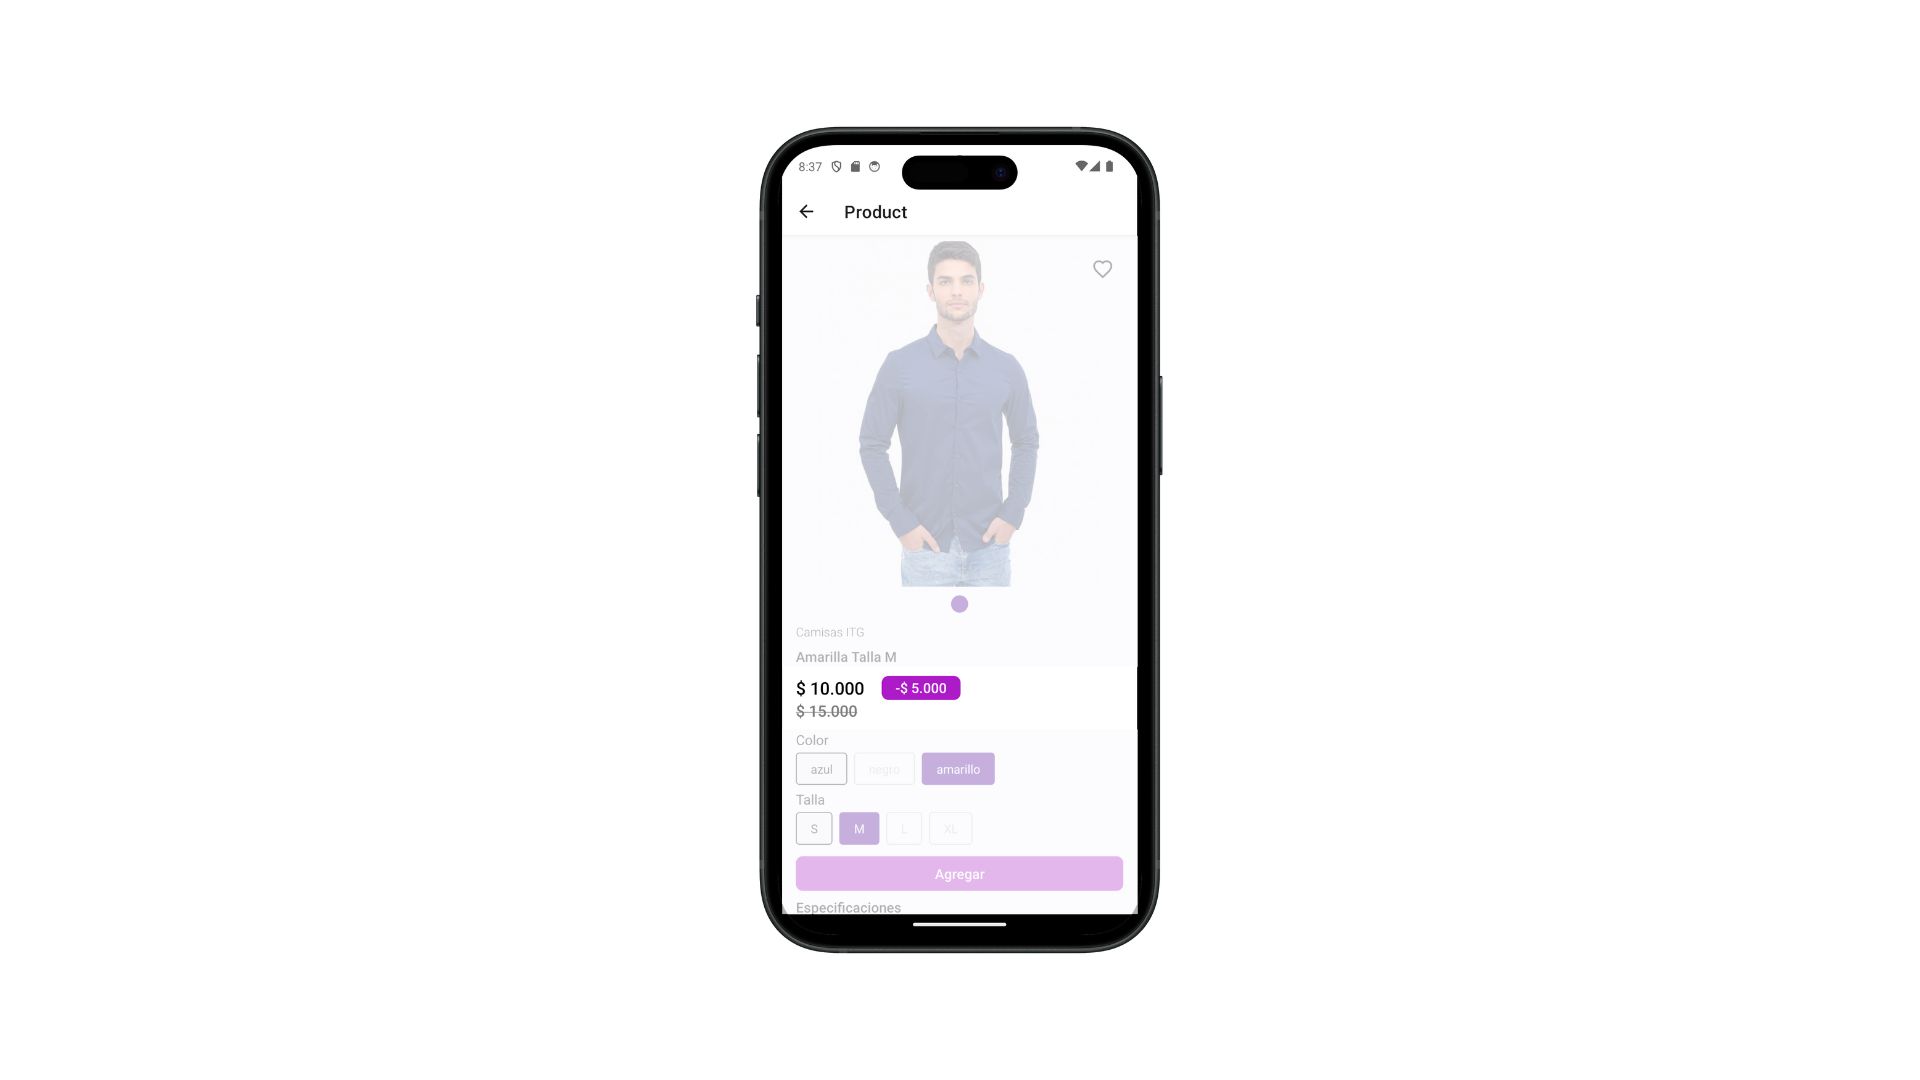 8:37
Product
Camisas ITG
Amarilla Talla M
$ 10.000 -$ 5.000
$ 15.000
Color
azul negro amarillo
Talla
S M L XL
Agregar
Especificaciones